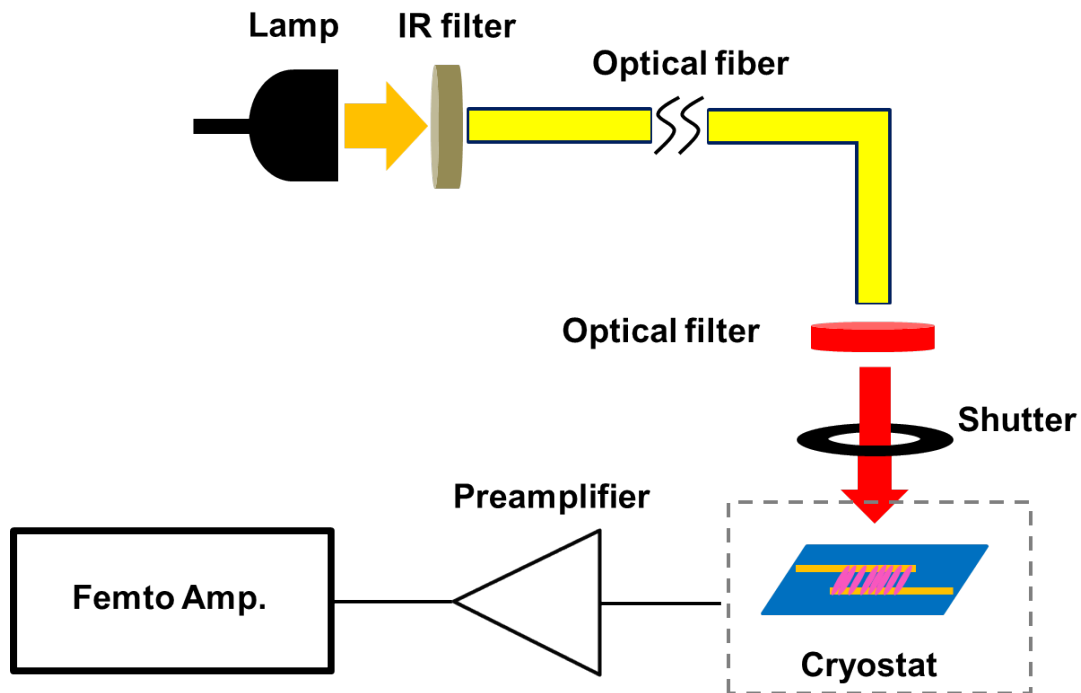 Lamp
IR filter
Optical fiber
Optical filter
Shutter
Preamplifier
Femto Amp.
Cryostat